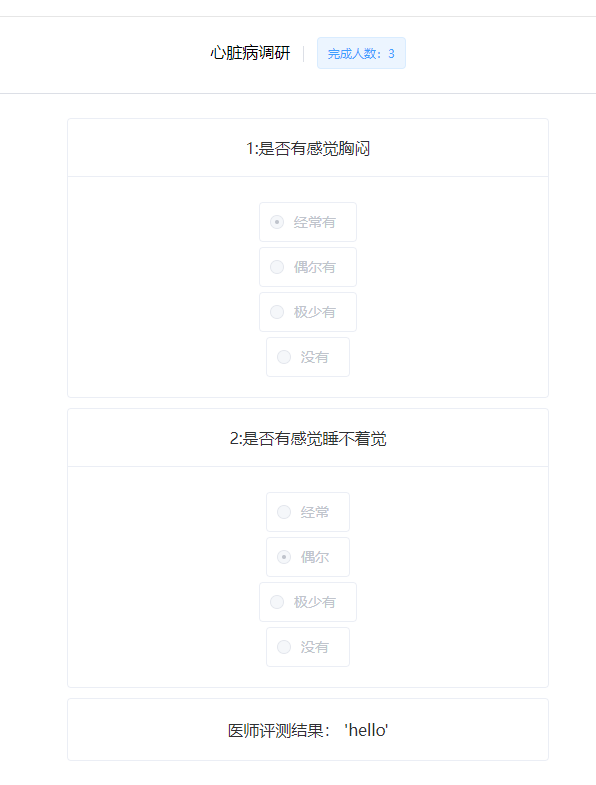 心脏病调研
完成人数：3
1:是否有感觉胸闷
经常有
偶尔有
极少有
没有
2:是否有感觉睡不着觉
经常
偶尔
极少有
没有
医师评测结果： 'hello'